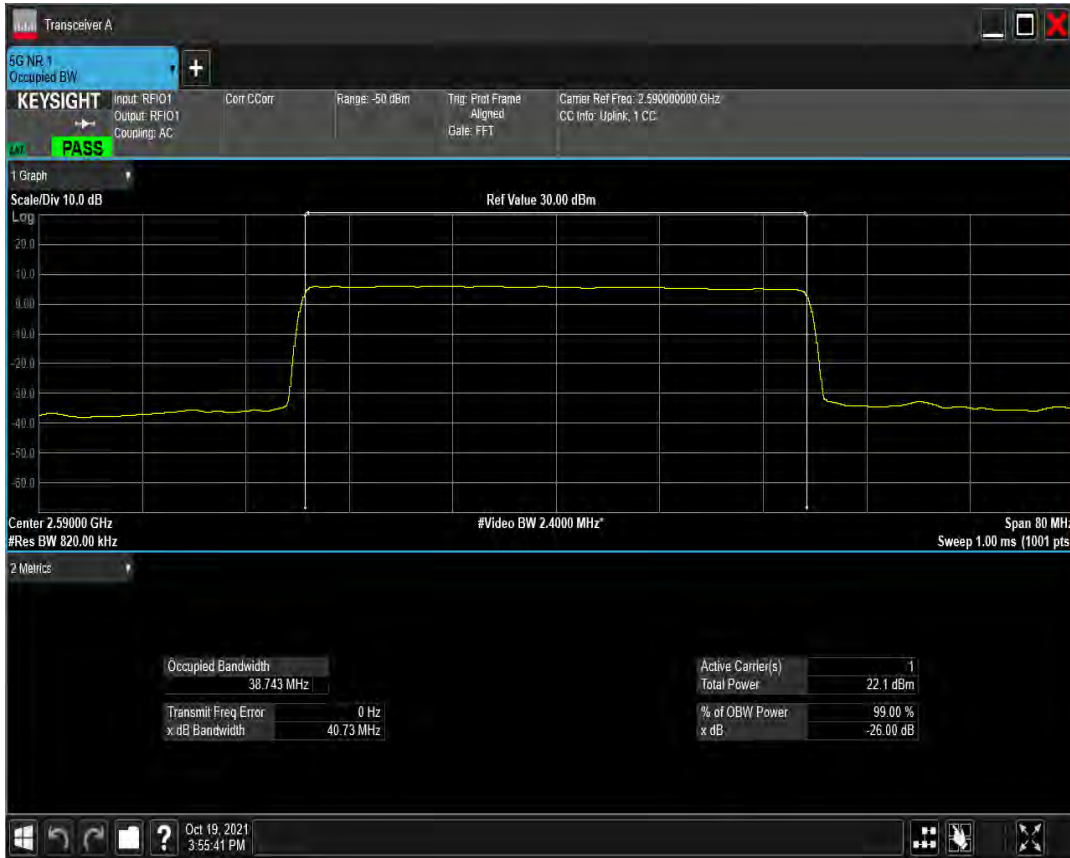 Transceiver A
5G NR 1
Occupied BW
KEYSIGHT
Input: RFIO1
Output: RFIO1
Coupling: AC
Corr CCorr
Range: -50 dBm
Trig: Prot Frame
Aligned
Gate: FFT
Carrier Ref Freq: 2.590000000 GHz
CC Info: Uplink, 1 CC
PASS
1 Graph
Scale/Div 10.0 dB
Ref Value 30.00 dBm
Log
20.0
10.0
0.00
-10.0
-20.0
-30.0
-40.0
-50.0
-60.0
Center 2.59000 GHz
#Video BW 2.4000 MHz*
Span 80 MHz
#Res BW 820.00 kHz
Sweep 1.00 ms (1001 pts
2 Metrics
Occupied Bandwidth
38.743 MHz
Transmit Freq Error 0 Hz
x dB Bandwidth 40.73 MHz
Active Carrier(s) 1
Total Power 22.1 dBm
% of OBW Power 99.00 %
x dB -26.00 dB
Oct 19, 2021
3:55:41 PM